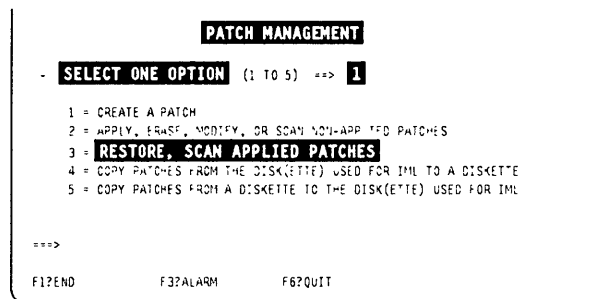 PATCH MANAGEMENT
- SELECT ONE OPTION (1 TO 5) ==> 1
1 = CREATE A PATCH
2 = APPLY, ERASE, MODIFY, OR SCAN NON-APPLIED PATCHES
3 = RESTORE, SCAN APPLIED PATCHES
4 = COPY PATCHES FROM THE DISK(ETTE) USED FOR IML TO A DISKETTE
5 = COPY PATCHES FROM A DISKETTE TO THE DISK(ETTE) USED FOR IML
===>
F1?END F3?ALARM F6?QUIT